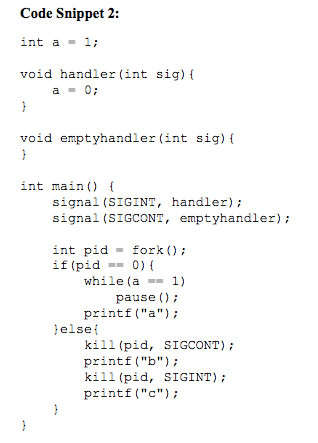 Code Snippet 2:
int a = 1;
void handler(int sig){
a = 0;
}
void emptyhandler(int sig){
}
int main() {
signal(SIGINT, handler);
signal(SIGCONT, emptyhandler);
int pid = fork();
if(pid == 0){
while(a == 1)
pause();
printf("a");
}else{
kill(pid, SIGCONT);
printf("b");
kill(pid, SIGINT);
printf("c");
}
}